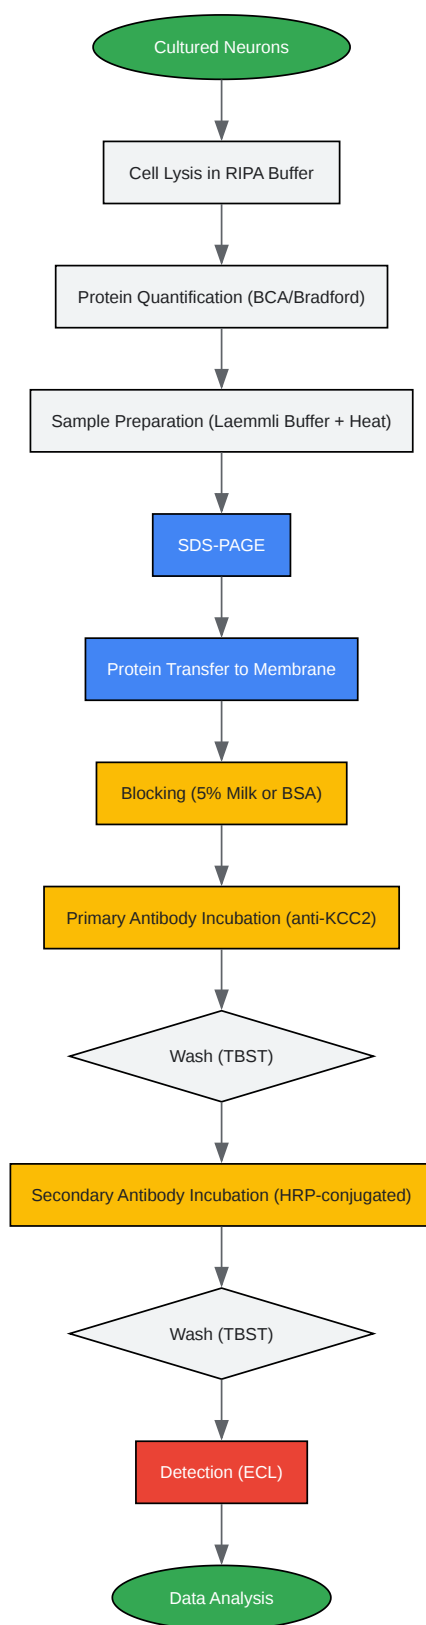 Cultured Neurons
Cell Lysis in RIPA Buffer
Protein Quantification (BCA/Bradford)
Sample Preparation (Laemmli Buffer + Heat)
SDS-PAGE
Protein Transfer to Membrane
Blocking (5% Milk or BSA)
Primary Antibody Incubation (anti-KCC2)
Wash (TBST)
Secondary Antibody Incubation (HRP-conjugated)
Wash (TBST)
Detection (ECL)
Data Analysis